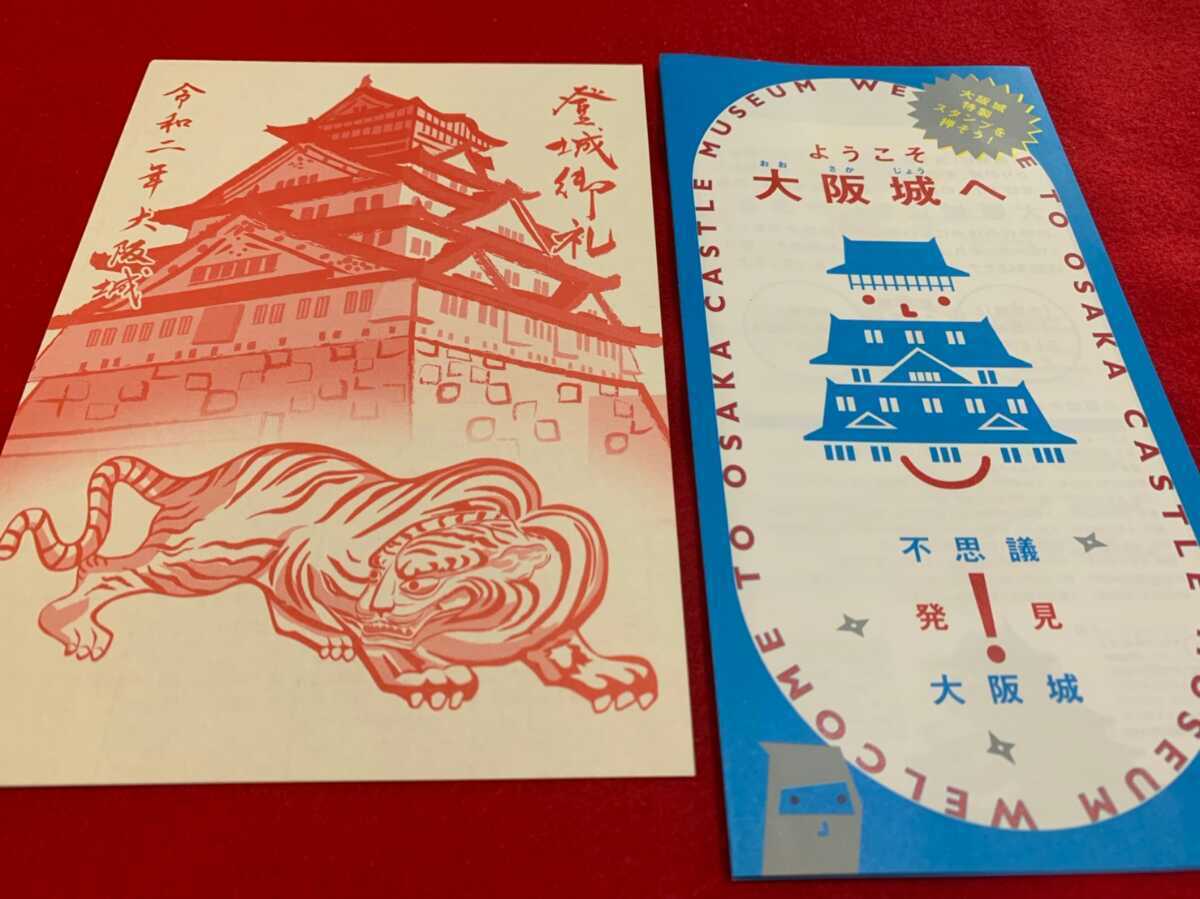 登城御礼
令和二年 大阪城
WELCOME TO OSAKA CASTLE MUSEUM WE
E TO OSAKA CASTLE MUSEUM
大阪城
特製
スタンプを
押そう!
ようこそ
おお さか じょう
大阪城へ
不思議
発!見
大阪城